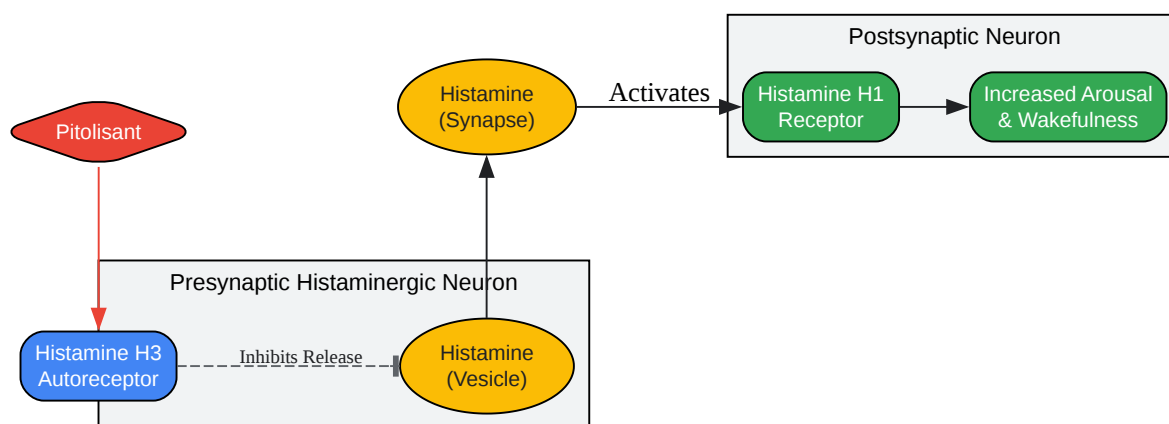 Postsynaptic Neuron
Histamine
(Synapse)
Activates
Histamine H1
Receptor
Increased Arousal
& Wakefulness
Pitolisant
Presynaptic Histaminergic Neuron
Histamine H3
Autoreceptor
Inhibits Release
Histamine
(Vesicle)